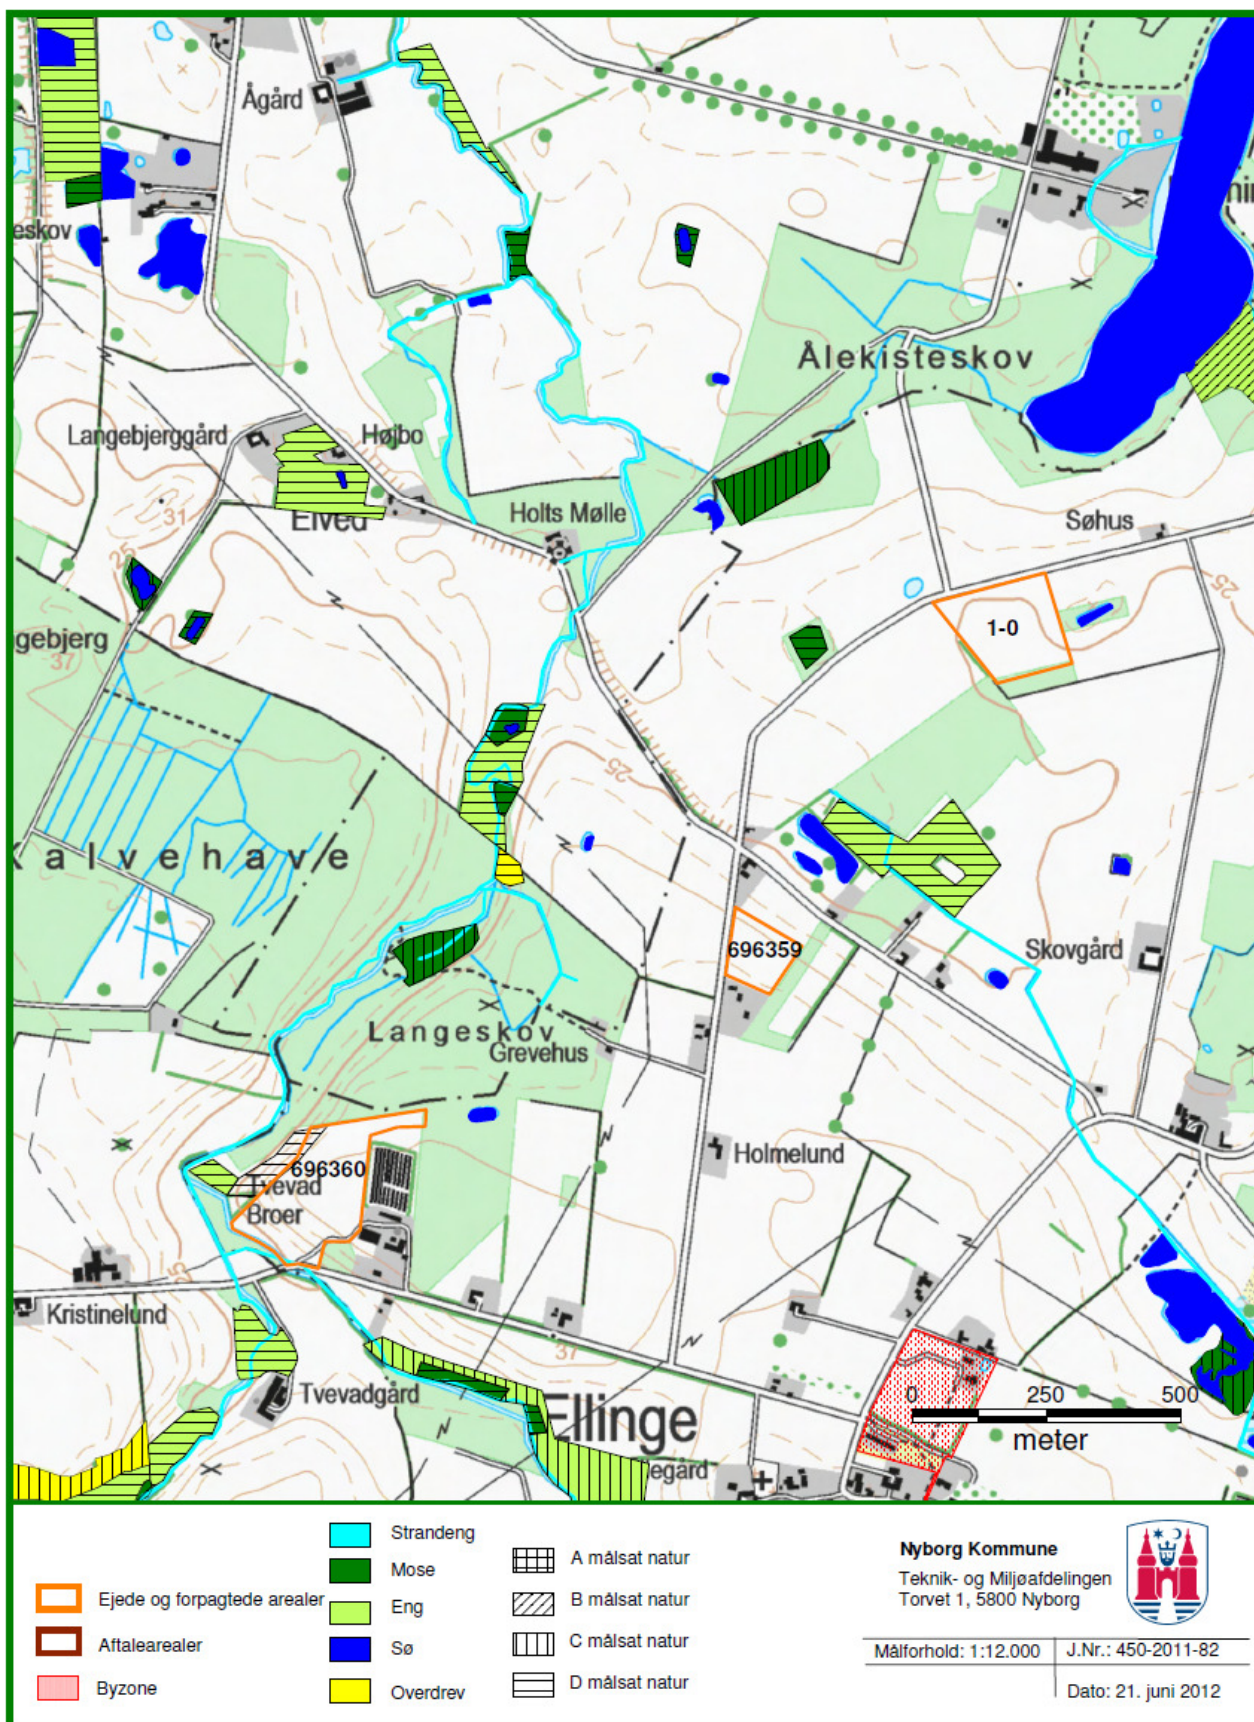 Ågård
eskov
Ålekisteskov
Langebjerggård
Højbo
Elved
Holts Mølle
Søhus
31
25
25
1-0
ngebjerg
37
25
Kalvehave
696359
Skovgård
Langeskov
Grevehus
Holmelund
696360
Tvevad
Broer
Kristinelund
37
Tvevadgård
Ellinge
egård
0 250 500
meter
Ejede og forpagtede arealer
Aftalearealer
Byzone
Strandeng
Mose
Eng
Sø
Overdrev
A målsat natur
B målsat natur
C målsat natur
D målsat natur
Nyborg Kommune
Teknik- og Miljøafdelingen
Torvet 1, 5800 Nyborg
Målforhold: 1:12.000
J.Nr.: 450-2011-82
Dato: 21. juni 2012